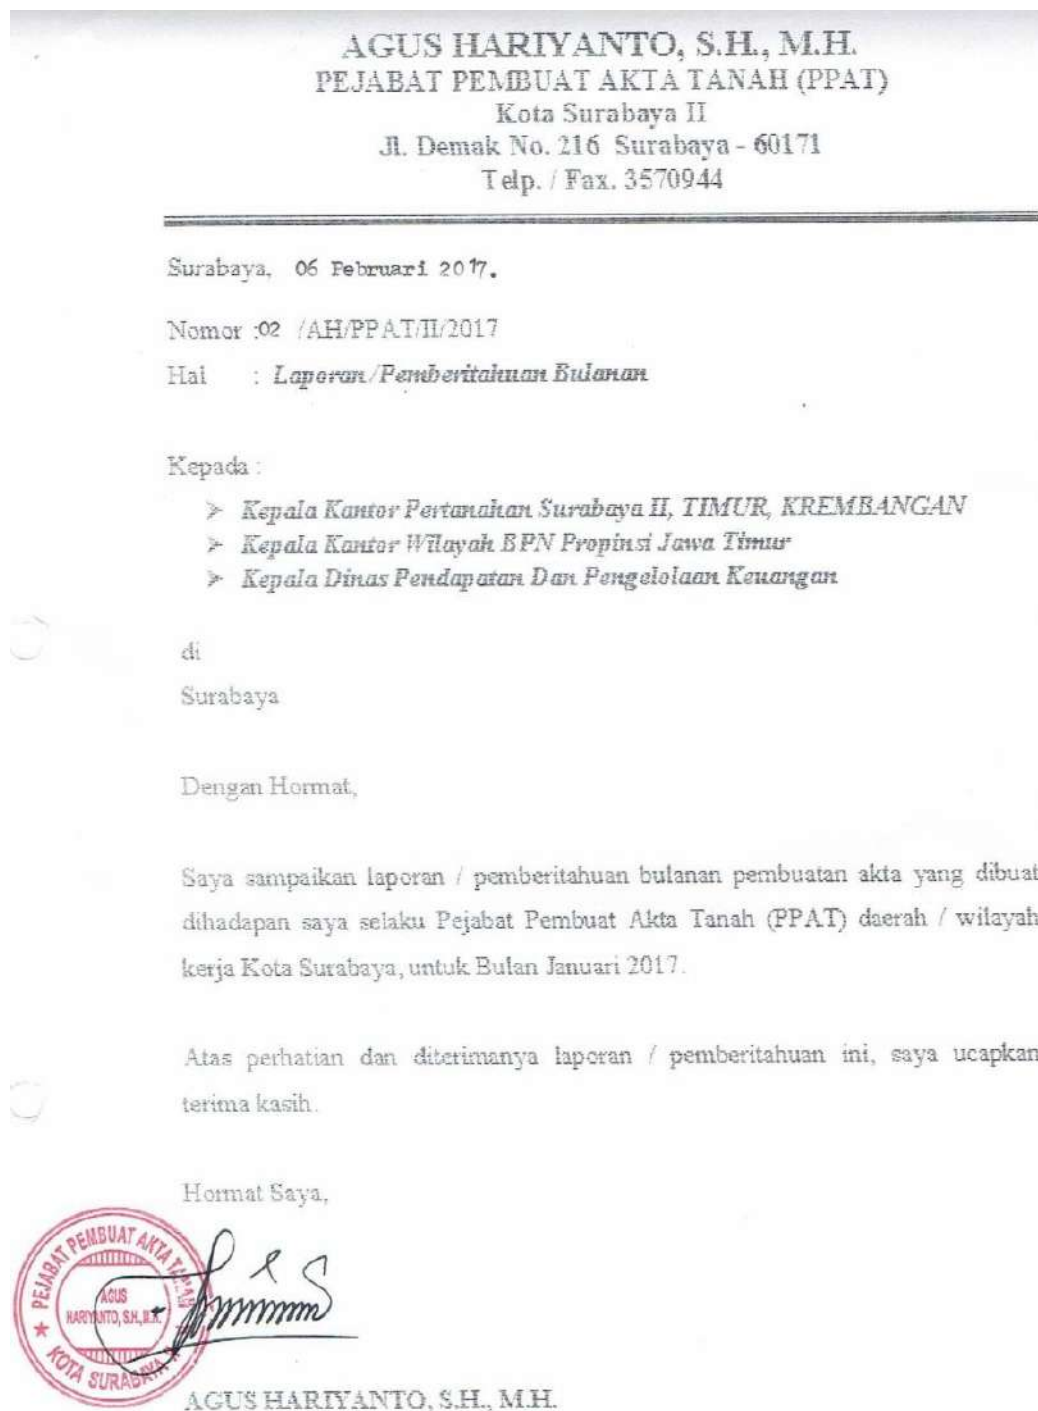 AGUS HARIYANTO, S.H., M.H.
PEJABAT PEMBUAT AKTA TANAH (PPAT)
Kota Surabaya II
Jl. Demak No. 216 Surabaya - 60171
Telp. / Fax. 3570944
Surabaya, 06 Pebruari 2017.
Nomor :02 /AH/PPAT/II/2017
Hal : Laporan/Pemberitahuan Bulanan
Kepada :
➢ Kepala Kantor Pertanahan Surabaya II, TIMUR, KREMBANGAN
➢ Kepala Kantor Wilayah BPN Propinsi Jawa Timur
➢ Kepala Dinas Pendapatan Dan Pengelolaan Keuangan
di
Surabaya
Dengan Hormat,
Saya sampaikan laporan / pemberitahuan bulanan pembuatan akta yang dibuat
dihadapan saya selaku Pejabat Pembuat Akta Tanah (PPAT) daerah / wilayah
kerja Kota Surabaya, untuk Bulan Januari 2017.
Atas perhatian dan diterimanya laporan / pemberitahuan ini, saya ucapkan
terima kasih.
Hormat Saya,
PEJABAT PEMBUAT AKTA TANAH
AGUS
HARIYANTO, S.H., M.H.
KOTA SURABAYA II
AGUS HARIYANTO, S.H., M.H.